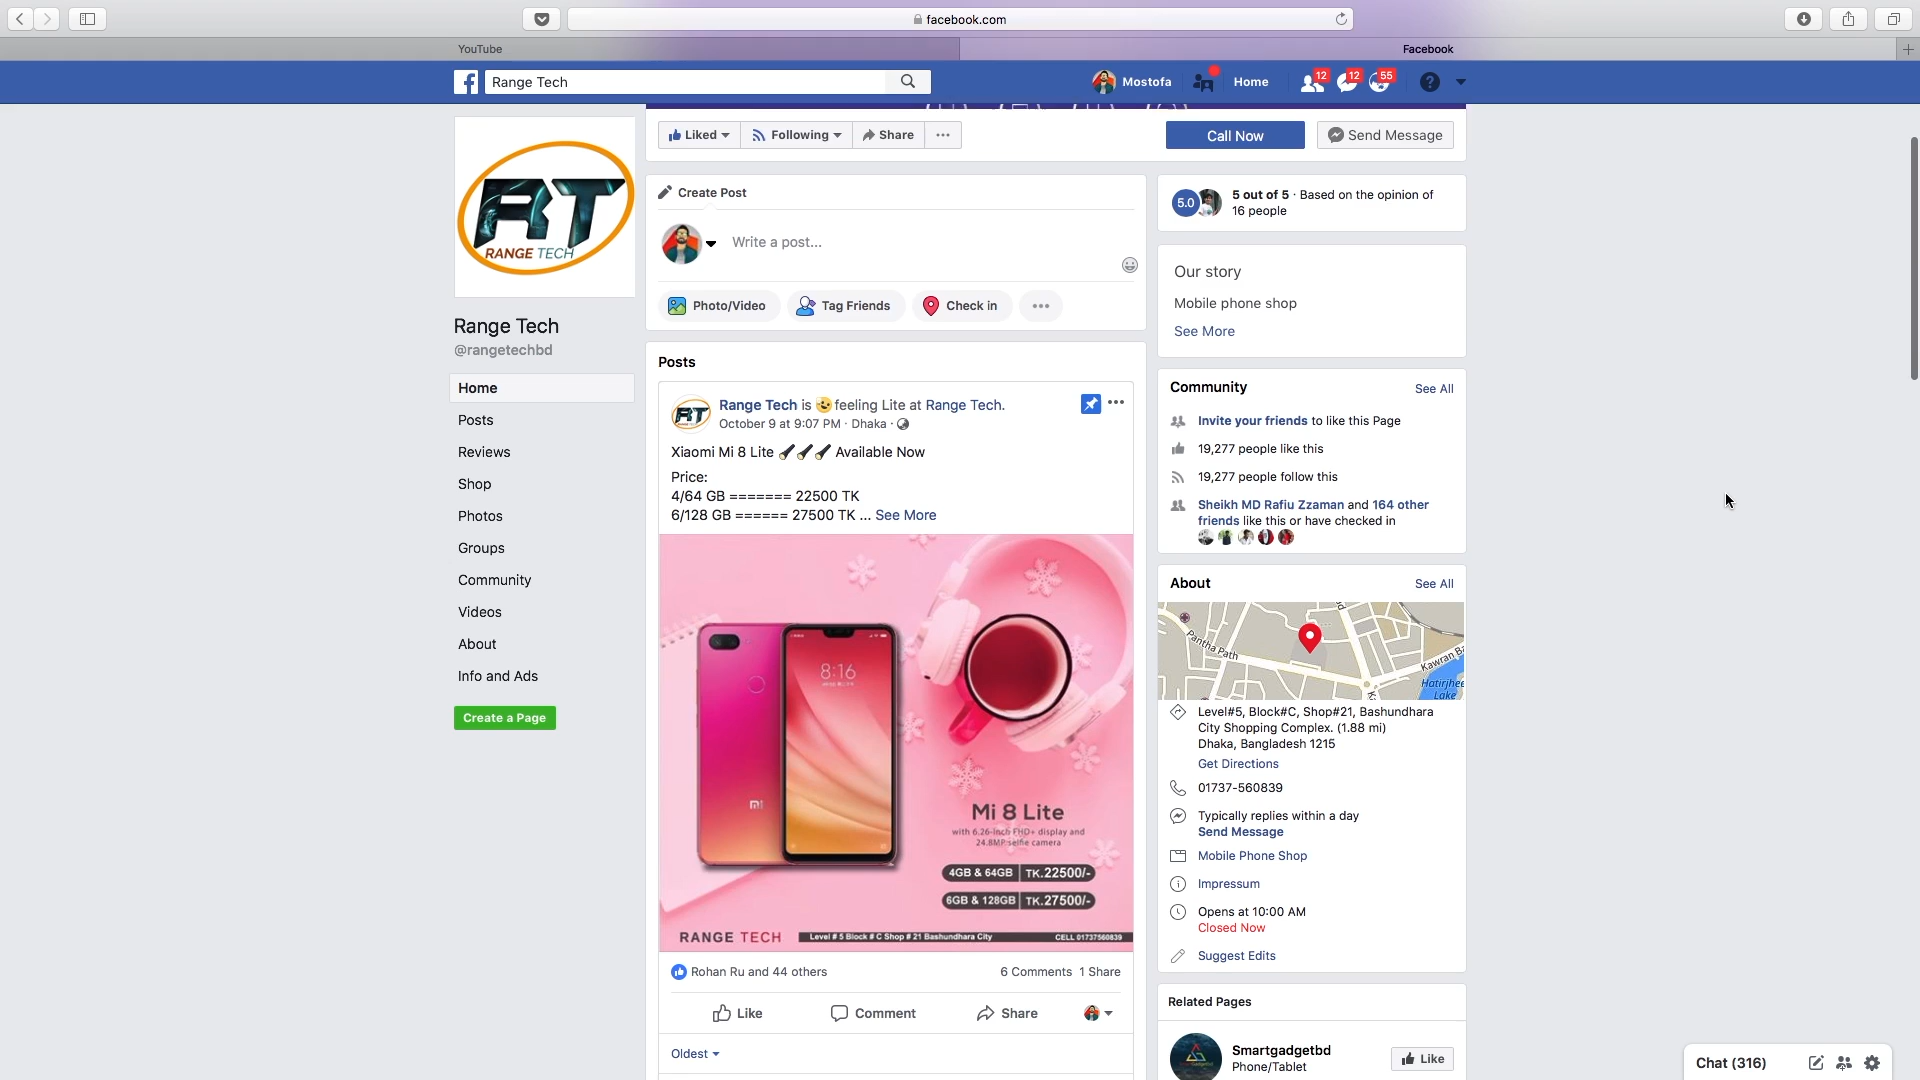 facebook.com
YouTube
Facebook
Range Tech
Mostofa
Home
12
12
55
Liked
Following
Share
Call Now
Send Message
RT
RANGE TECH
Range Tech
@rangetechbd
Home
Posts
Reviews
Shop
Photos
Groups
Community
Videos
About
Info and Ads
Create a Page
Create Post
Write a post...
Photo/Video
Tag Friends
Check in
Posts
Range Tech is feeling Lite at Range Tech.
October 9 at 9:07 PM · Dhaka ·
Xiaomi Mi 8 Lite Available Now
Price:
4/64 GB ======= 22500 TK
6/128 GB ====== 27500 TK ... See More
8:16
mi
Mi 8 Lite
with 6.26-inch FHD+ display and
24.8MP selfie camera
4GB & 64GB TK.22500/-
6GB & 128GB TK.27500/-
RANGE TECH
Level # 5 Block # C Shop # 21 Bashundhara City
CELL 01737560839
Rohan Ru and 44 others
6 Comments 1 Share
Like
Comment
Share
Oldest
5.0
5 out of 5 · Based on the opinion of
16 people
Our story
Mobile phone shop
See More
Community
See All
Invite your friends to like this Page
19,277 people like this
19,277 people follow this
Sheikh MD Rafiu Zzaman and 164 other
friends like this or have checked in
About
See All
Pantha Path
Kawran Ba
Hatirjhee
Lake
Level#5, Block#C, Shop#21, Bashundhara
City Shopping Complex. (1.88 mi)
Dhaka, Bangladesh 1215
Get Directions
01737-560839
Typically replies within a day
Send Message
Mobile Phone Shop
Impressum
Opens at 10:00 AM
Closed Now
Suggest Edits
Related Pages
Smartgadgetbd
Phone/Tablet
Like
Chat (316)